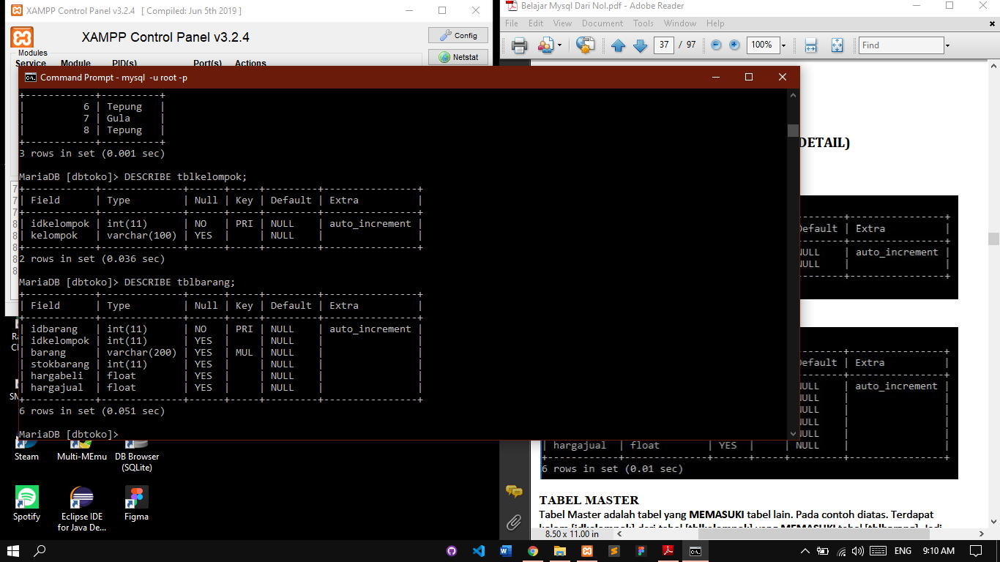 XAMPP Control Panel v3.2.4   [ Compiled: Jun 5th 2019 ]
XAMPP Control Panel v3.2.4
Config
Netstat
Modules
Service Module PID(s) Port(s) Actions
Belajar Mysql Dari Nol.pdf - Adobe Reader
File Edit View Document Tools Window Help
37 / 97 100% Find
Command Prompt - mysql  -u root -p
+------------+----------+
|          6 | Tepung   |
|          7 | Gula     |
|          8 | Tepung   |
+------------+----------+
3 rows in set (0.001 sec)
MariaDB [dbtoko]> DESCRIBE tblkelompok;
+------------+--------------+------+-----+---------+----------------+
| Field      | Type         | Null | Key | Default | Extra          |
+------------+--------------+------+-----+---------+----------------+
| idkelompok | int(11)      | NO   | PRI | NULL    | auto_increment |
| kelompok   | varchar(100) | YES  |     | NULL    |                |
+------------+--------------+------+-----+---------+----------------+
2 rows in set (0.036 sec)
MariaDB [dbtoko]> DESCRIBE tblbarang;
+------------+--------------+------+-----+---------+----------------+
| Field      | Type         | Null | Key | Default | Extra          |
+------------+--------------+------+-----+---------+----------------+
| idbarang   | int(11)      | NO   | PRI | NULL    | auto_increment |
| idkelompok | int(11)      | YES  |     | NULL    |                |
| barang     | varchar(200) | YES  | MUL | NULL    |                |
| stokbarang | int(11)      | YES  |     | NULL    |                |
| hargabeli  | float        | YES  |     | NULL    |                |
| hargajual  | float        | YES  |     | NULL    |                |
+------------+--------------+------+-----+---------+----------------+
6 rows in set (0.051 sec)
MariaDB [dbtoko]>
DETAIL)
------+----------------+
Default | Extra          |
------+----------------+
NULL    | auto_increment |
NULL    |                |
------+----------------+
------+----------------+
Default | Extra          |
------+----------------+
NULL    | auto_increment |
NULL    |                |
NULL    |                |
NULL    |                |
NULL    |                |
| hargajual  | float        | YES  |     | NULL    |                |
+------------+--------------+------+-----+---------+----------------+
6 rows in set (0.01 sec)
TABEL MASTER
Tabel Master adalah tabel yang MEMASUKI tabel lain. Pada contoh diatas. Terdapat
kolom [idkelompok] dari tabel [tblkelompok] yang MEMASUKI tabel [tblbarang]. Jadi
8.50 x 11.00 in
Steam
Multi-MEmu
DB Browser
(SQLite)
Spotify
Eclipse IDE
for Java De...
Figma
ENG 9:10 AM